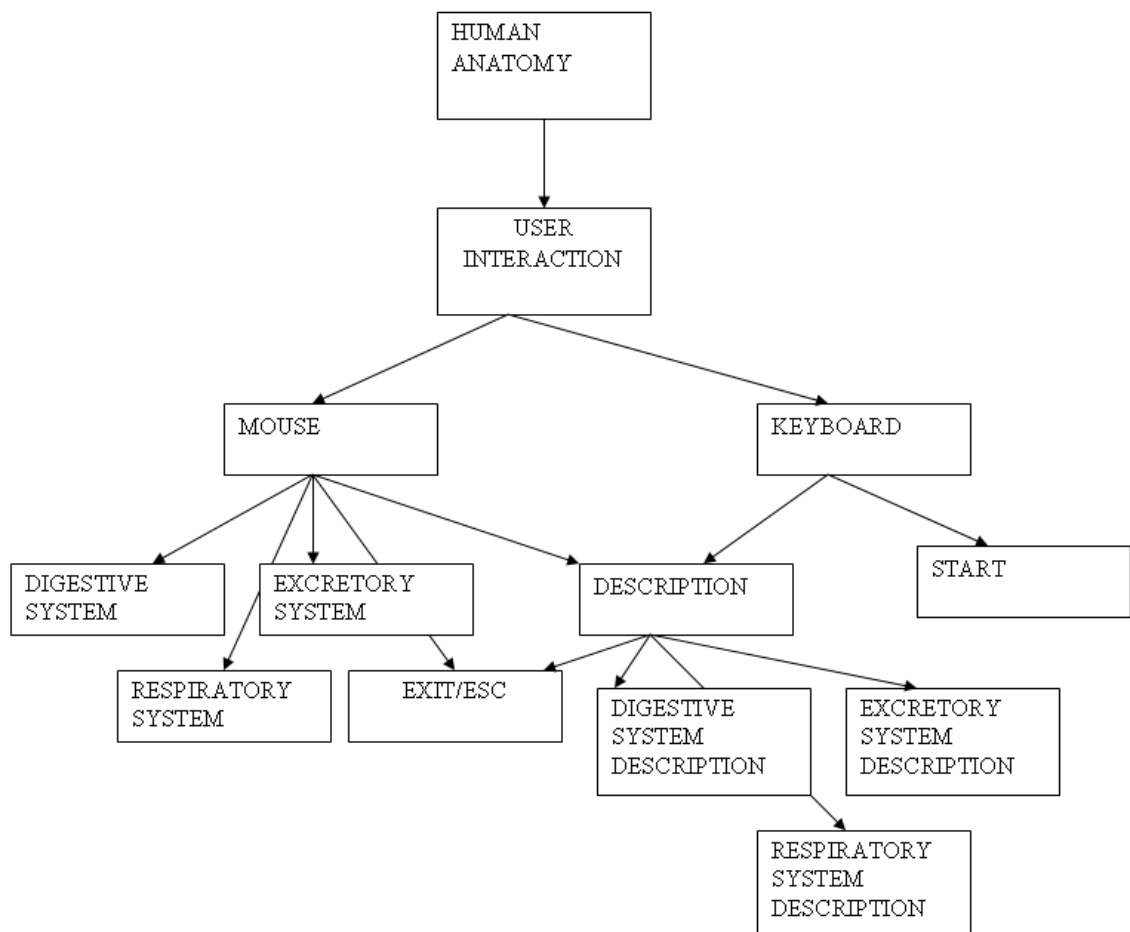 HUMAN
ANATOMY
USER
INTERACTION
MOUSE
KEYBOARD
DIGESTIVE
SYSTEM
EXCRETORY
SYSTEM
DESCRIPTION
START
RESPIRATORY
SYSTEM
EXIT/ESC
DIGESTIVE
SYSTEM
DESCRIPTION
EXCRETORY
SYSTEM
DESCRIPTION
RESPIRATORY
SYSTEM
DESCRIPTION